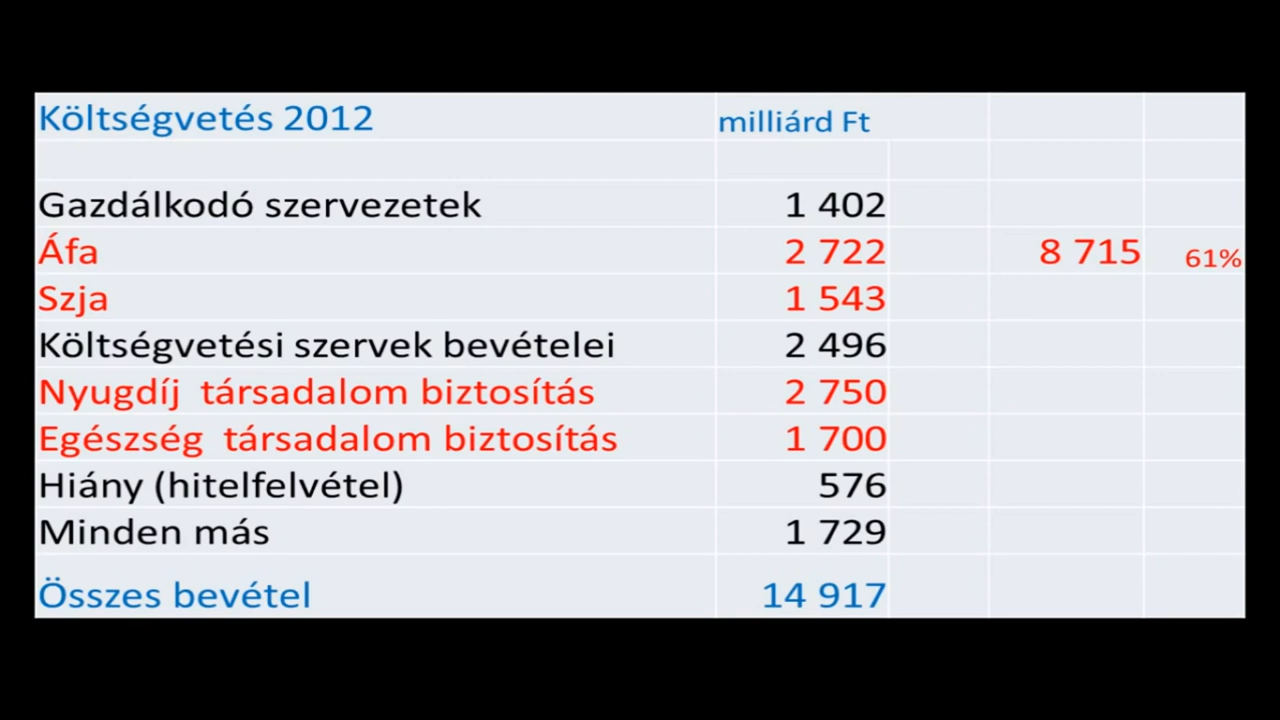 Költségvetés 2012 milliárd Ft
Gazdálkodó szervezetek 1 402
Áfa 2 722 8 715 61%
Szja 1 543
Költségvetési szervek bevételei 2 496
Nyugdíj társadalom biztosítás 2 750
Egészség társadalom biztosítás 1 700
Hiány (hitelfelvétel) 576
Minden más 1 729
Összes bevétel 14 917